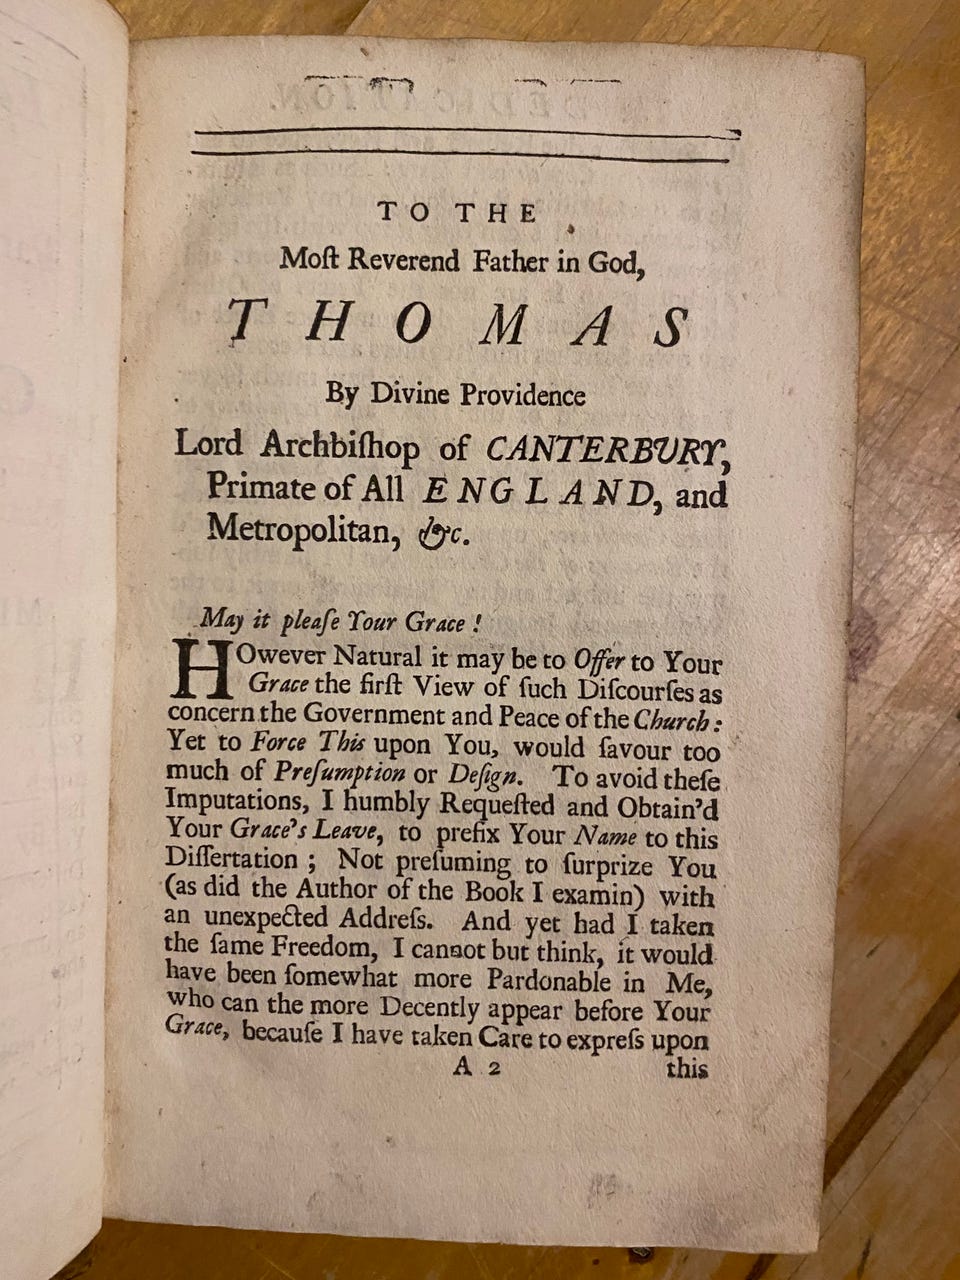 TO THE
Moſt Reverend Father in God,
THOMAS
By Divine Providence
Lord Archbiſhop of CANTERBURY,
Primate of All ENGLAND, and
Metropolitan, &c.
May it pleaſe Your Grace!
HOwever Natural it may be to Offer to Your
Grace the firſt View of ſuch Diſcourſes as
concern the Government and Peace of the Church:
Yet to Force This upon You, would ſavour too
much of Preſumption or Deſign. To avoid theſe
Imputations, I humbly Requeſted and Obtain'd
Your Grace's Leave, to prefix Your Name to this
Diſſertation; Not preſuming to ſurprize You
(as did the Author of the Book I examin) with
an unexpected Addreſs. And yet had I taken
the ſame Freedom, I cannot but think, it would
have been ſomewhat more Pardonable in Me,
who can the more Decently appear before Your
Grace, becauſe I have taken Care to expreſs upon
A 2 this